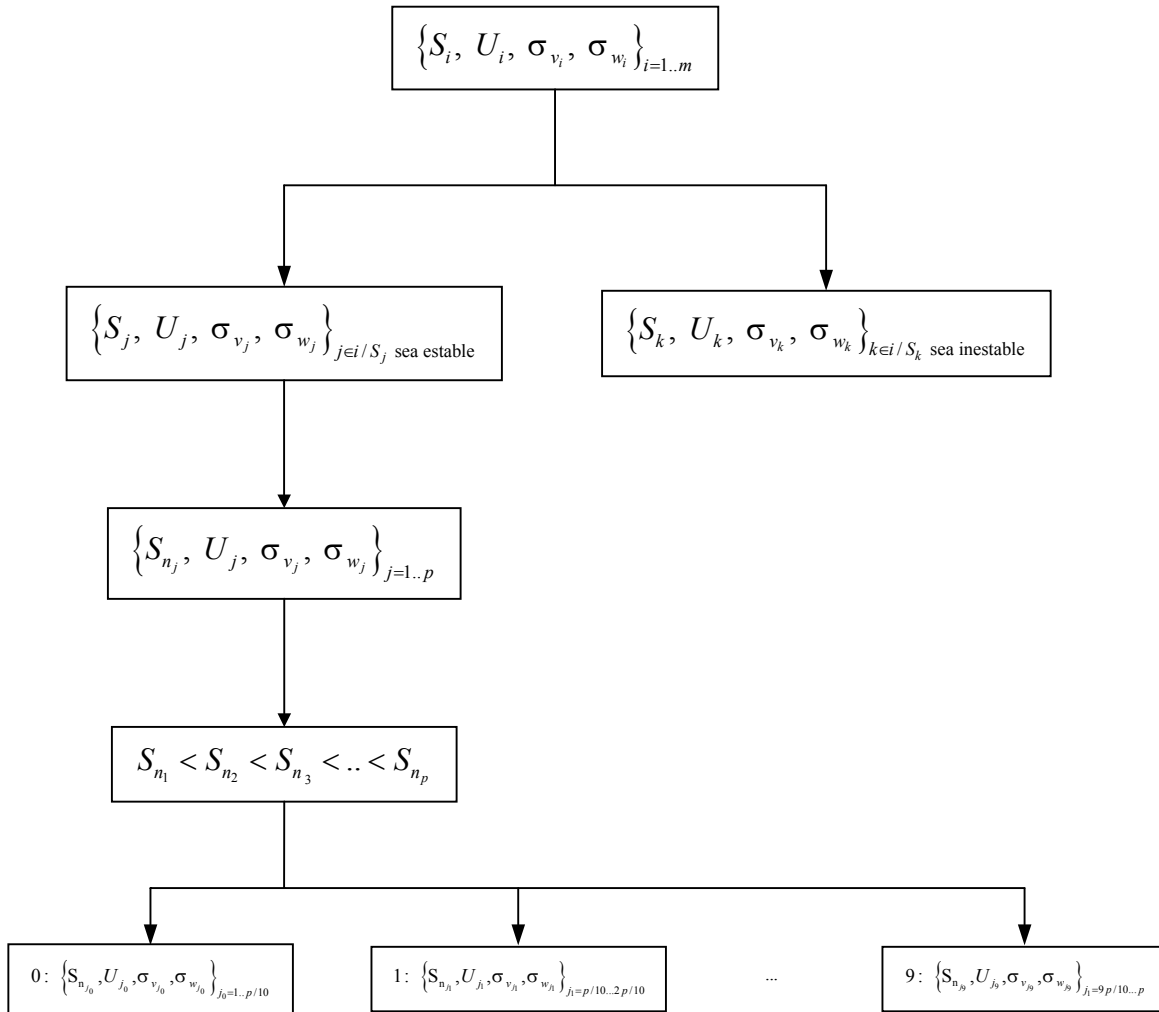 {S_i, U_i, σ_{v_i}, σ_{w_i}}_{i=1..m}
{S_j, U_j, σ_{v_j}, σ_{w_j}}_{j∈i/S_j sea estable}
{S_k, U_k, σ_{v_k}, σ_{w_k}}_{k∈i/S_k sea inestable}
{S_{n_j}, U_j, σ_{v_j}, σ_{w_j}}_{j=1..p}
S_{n_1} < S_{n_2} < S_{n_3} < .. < S_{n_p}
0: {S_{n_{j_0}}, U_{j_0}, σ_{v_{j_0}}, σ_{w_{j_0}}}_{j_0=1..p/10}
1: {S_{n_{j_1}}, U_{j_1}, σ_{v_{j_1}}, σ_{w_{j_1}}}_{j_1=p/10...2p/10}
...
9: {S_{n_{j_9}}, U_{j_9}, σ_{v_{j_9}}, σ_{w_{j_9}}}_{j_1=9p/10...p}